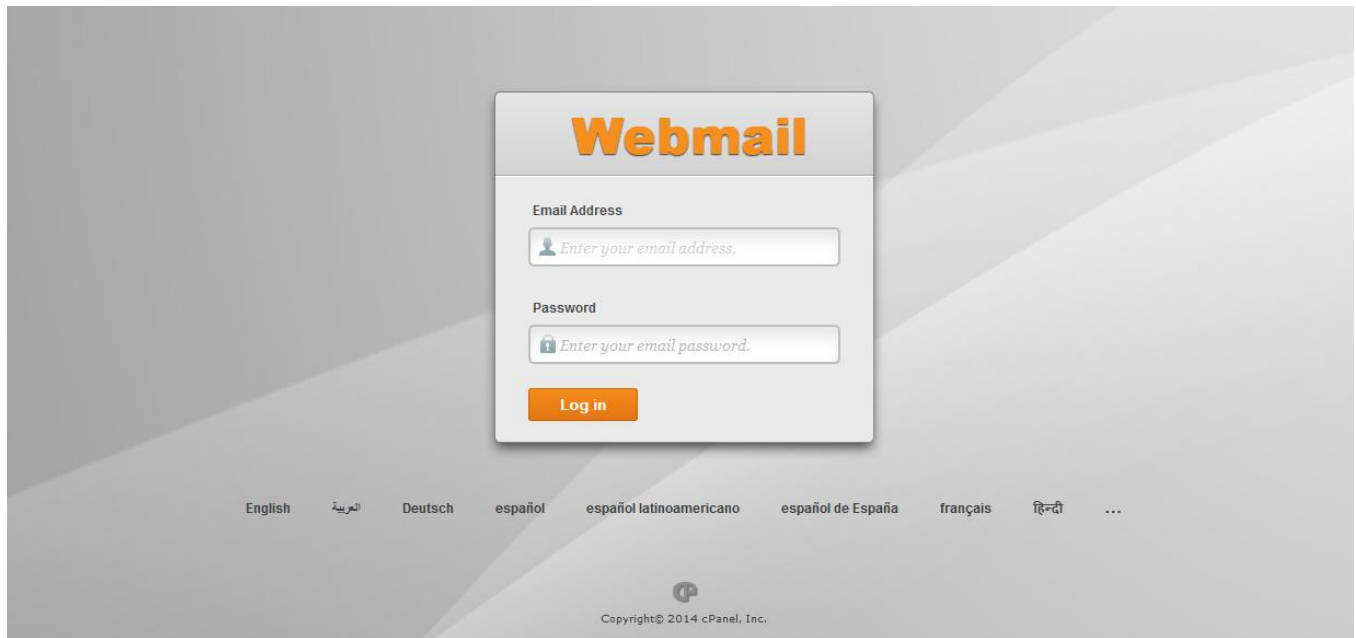 Webmail
Email Address
Enter your email address.
Password
Enter your email password.
Log in
English العربية Deutsch español español latinoamericano español de España français हिन्दी ...
Copyright© 2014 cPanel, Inc.